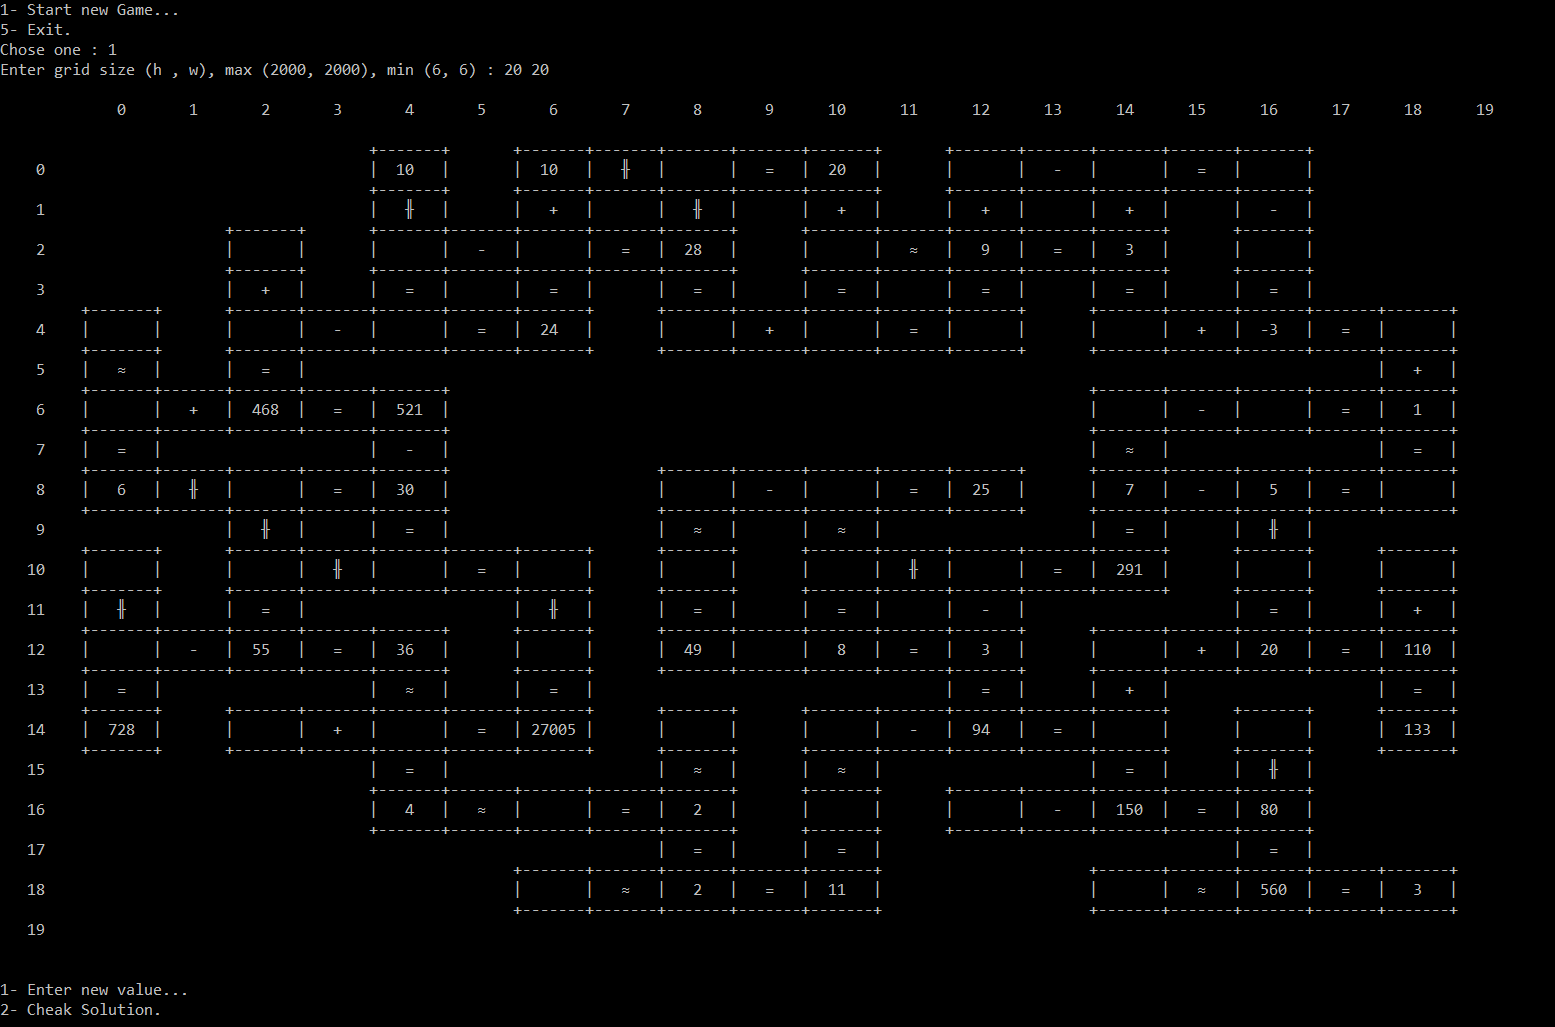 1- Start new Game...
5- Exit.
Chose one : 1
Enter grid size (h , w), max (2000, 2000), min (6, 6) : 20 20
0 1 2 3 4 5 6 7 8 9 10 11 12 13 14 15 16 17 18 19
0 10 10 ╫ = 20 - =
1 ╫ + ╫ + + + -
2 - = 28 ≈ 9 = 3
3 + = = = = = = =
4 - = 24 + = + -3 =
5 ≈ = +
6 + 468 = 521 - = 1
7 = - ≈ =
8 6 ╫ = 30 - = 25 7 - 5 =
9 ╫ = ≈ ≈ = ╫
10 ╫ = ╫ = 291
11 ╫ = ╫ = = - = +
12 - 55 = 36 49 8 = 3 + 20 = 110
13 = ≈ = = + =
14 728 + = 27005 - 94 = 133
15 = ≈ ≈ = ╫
16 4 ≈ = 2 - 150 = 80
17 = = =
18 ≈ 2 = 11 ≈ 560 = 3
19
1- Enter new value...
2- Cheak Solution.